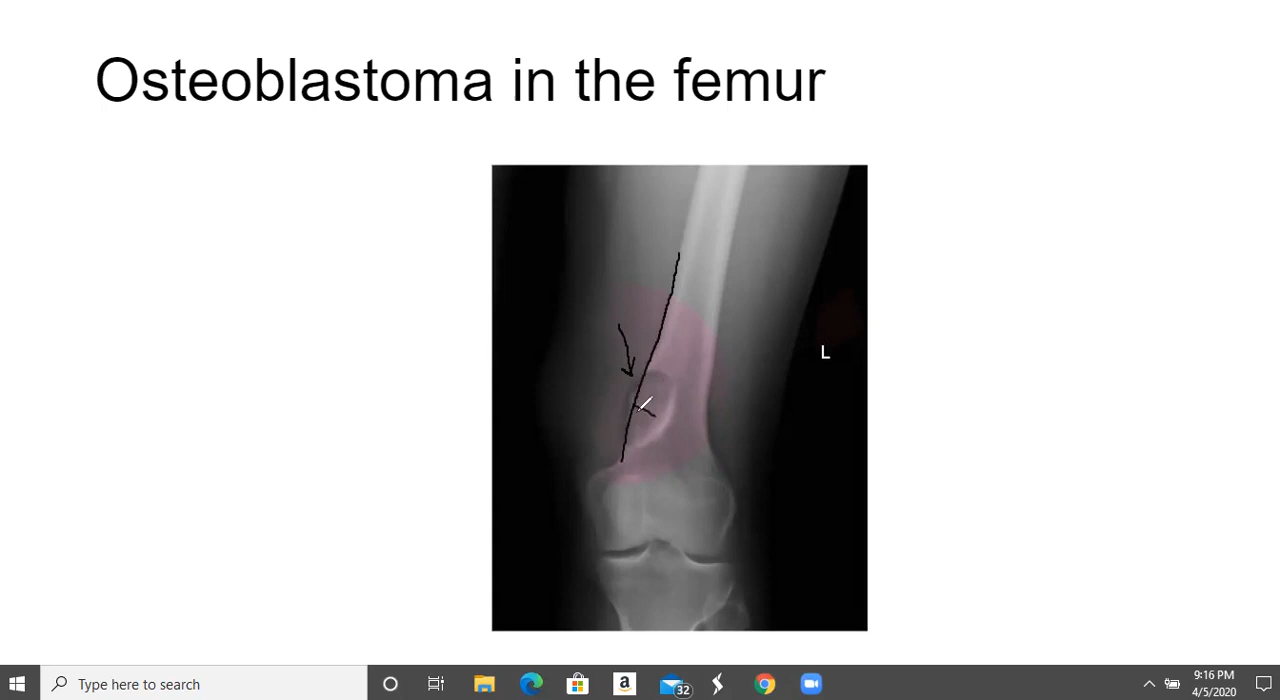 Osteoblastoma in the femur
L
Type here to search
a
32
9:16 PM
4/5/2020